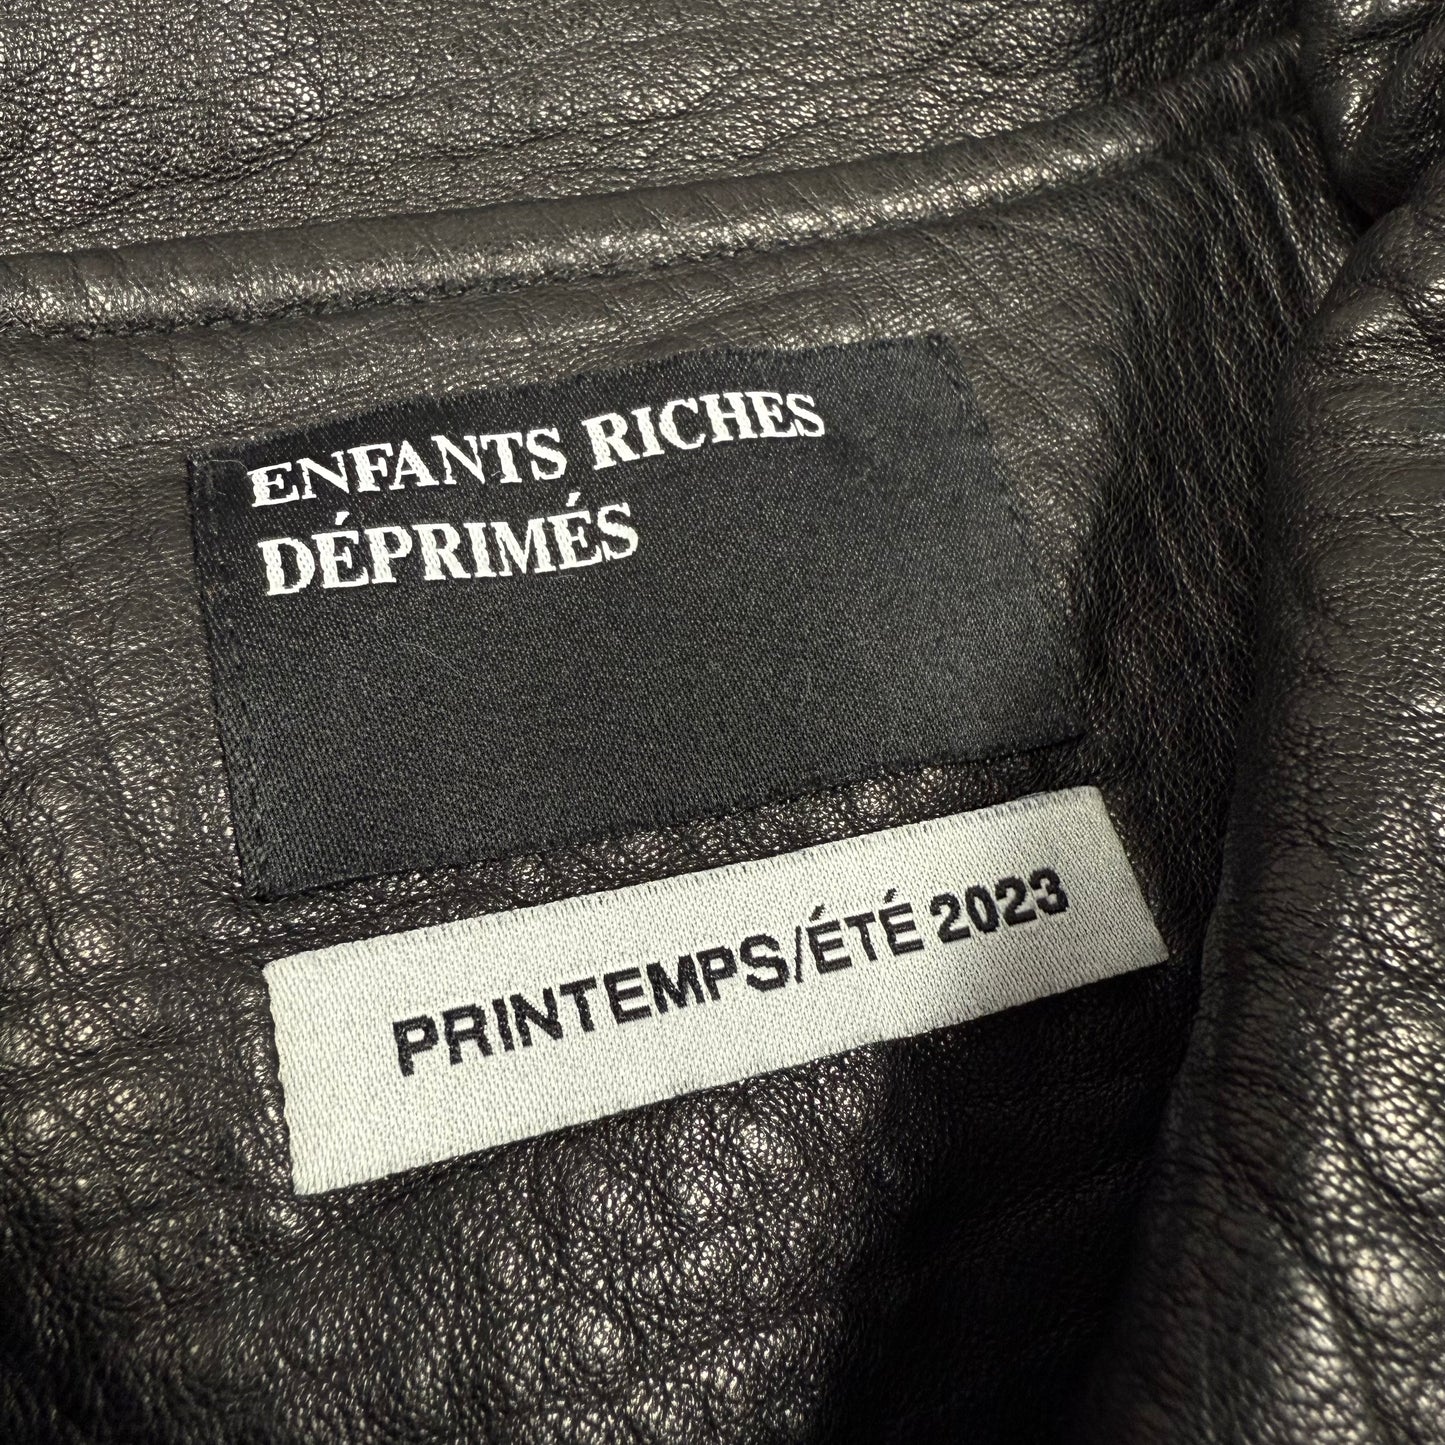 ENFANTS RICHES
DÉPRIMÉS
PRINTEMPS/ÉTÉ 2023